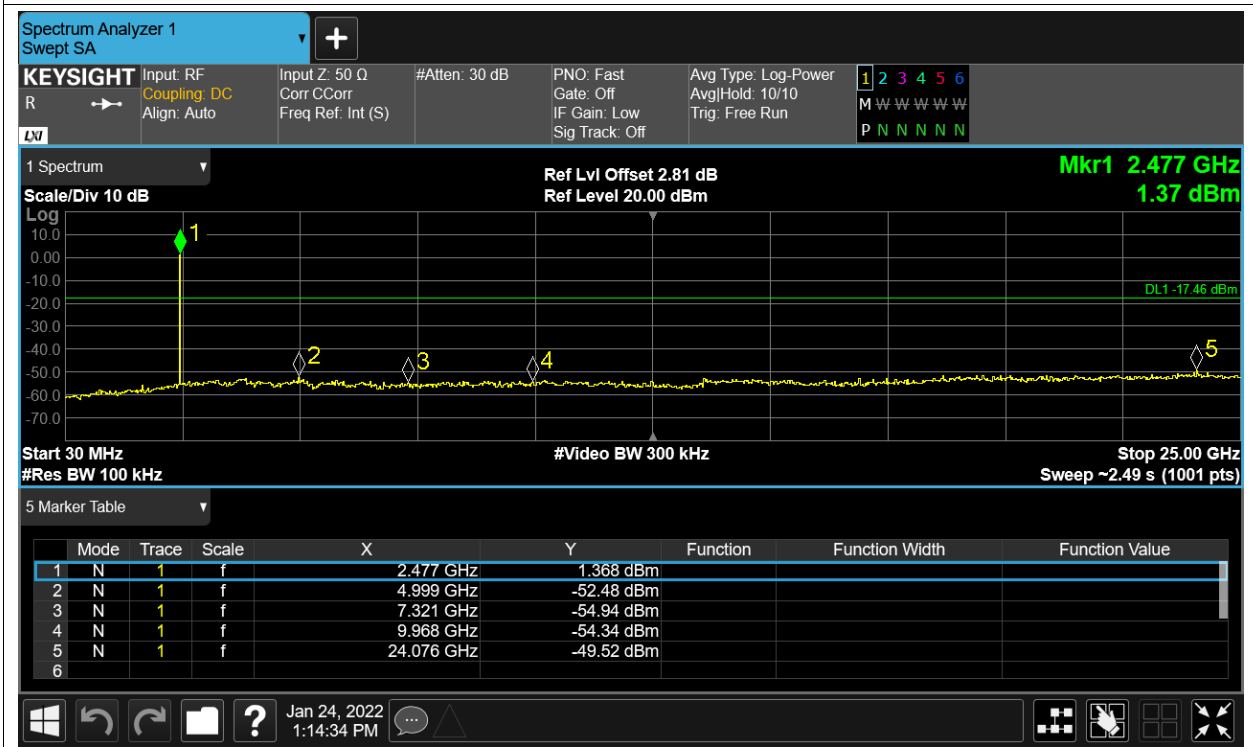 Spectrum Analyzer 1
Swept SA
+
KEYSIGHT Input: RF Input Z: 50 Ω #Atten: 30 dB PNO: Fast Avg Type: Log-Power 1 2 3 4 5 6
R Coupling: DC Corr CCorr Gate: Off Avg|Hold: 10/10 M W W W W W
Align: Auto Freq Ref: Int (S) IF Gain: Low Trig: Free Run
LXI Sig Track: Off P N N N N N
1 Spectrum Ref Lvl Offset 2.81 dB Mkr1 2.477 GHz
Scale/Div 10 dB Ref Level 20.00 dBm 1.37 dBm
Log
10.0 1
0.00
-10.0
DL1 -17.46 dBm
-20.0
-30.0
-40.0 2 3 4 5
-50.0
-60.0
-70.0
Start 30 MHz #Video BW 300 kHz Stop 25.00 GHz
#Res BW 100 kHz Sweep ~2.49 s (1001 pts)
5 Marker Table
Mode Trace Scale X Y Function Function Width Function Value
1 N 1 f 2.477 GHz 1.368 dBm
2 N 1 f 4.999 GHz -52.48 dBm
3 N 1 f 7.321 GHz -54.94 dBm
4 N 1 f 9.968 GHz -54.34 dBm
5 N 1 f 24.076 GHz -49.52 dBm
6
? Jan 24, 2022
1:14:34 PM